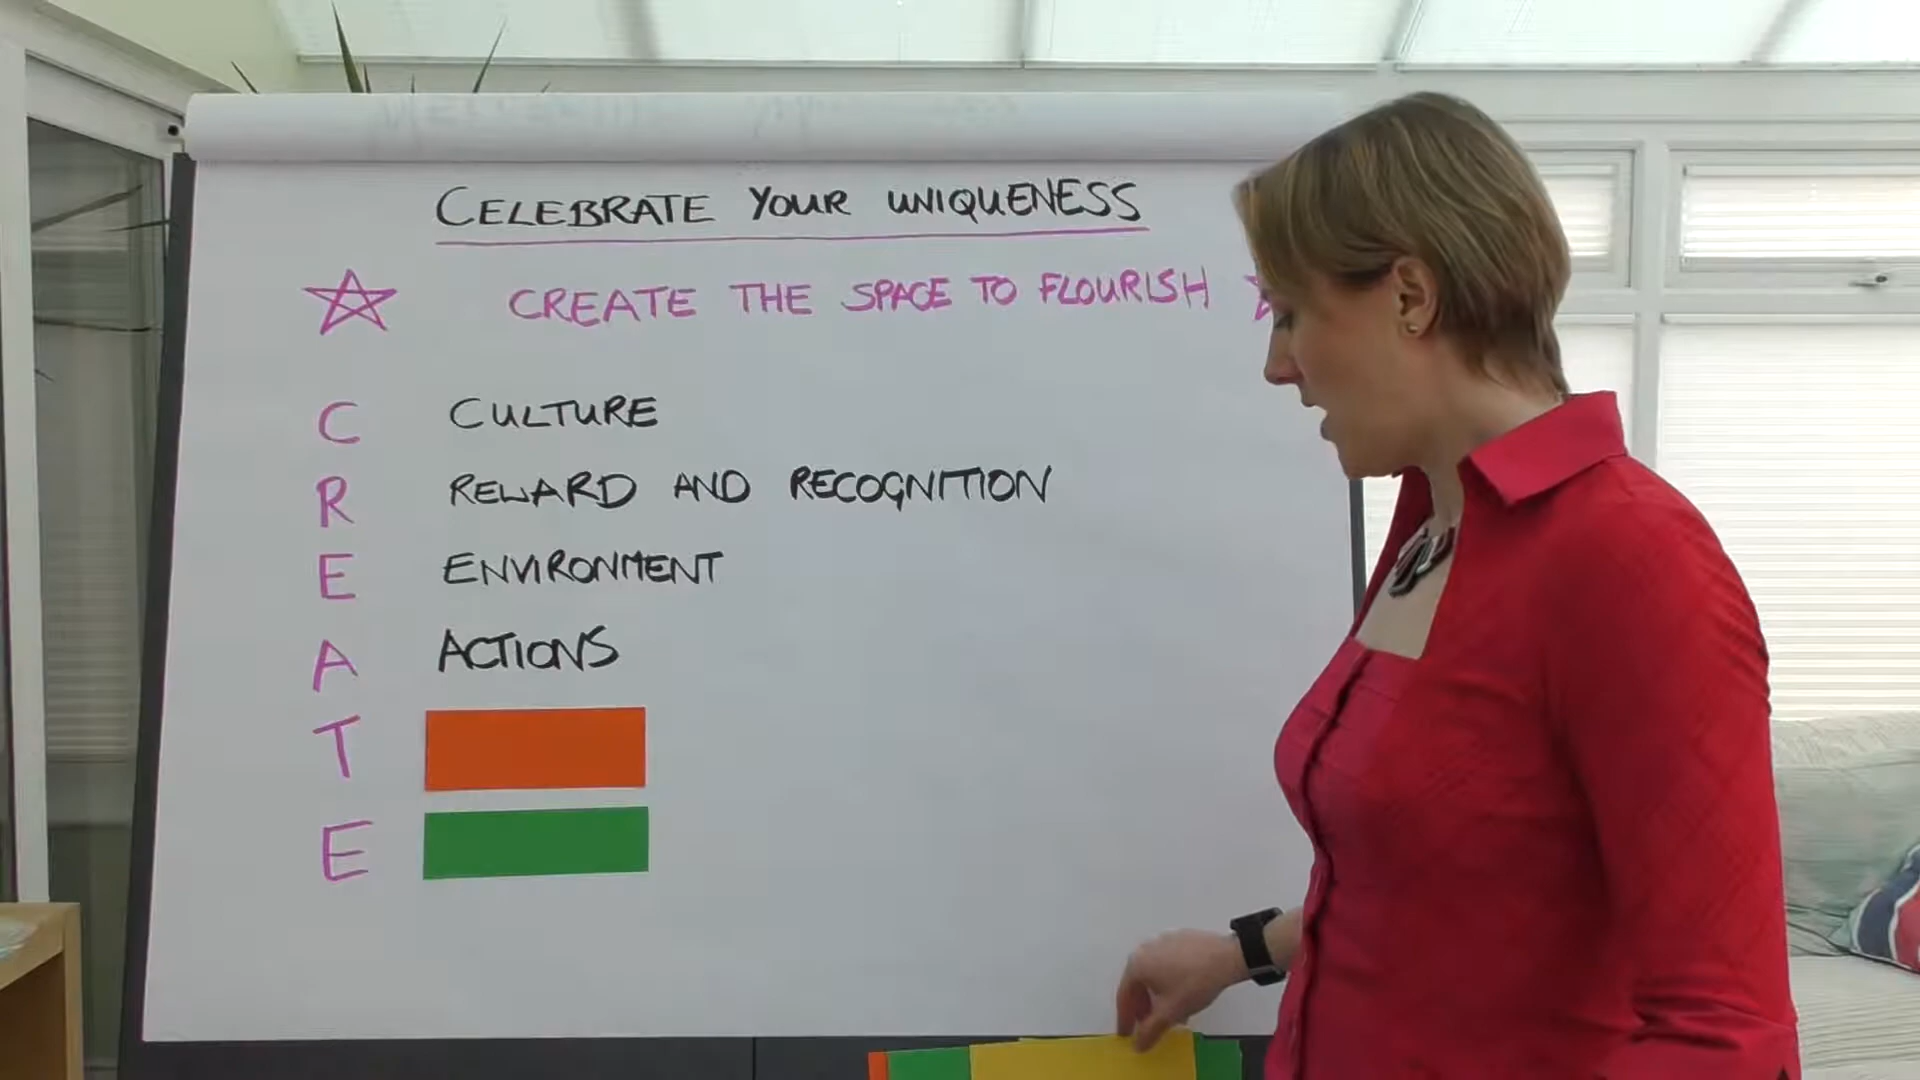 CELEBRATE YOUR UNIQUENESS
CREATE THE SPACE TO FLOURISH
C CULTURE
R REWARD AND RECOGNITION
E ENVIRONMENT
A ACTIONS
T
E